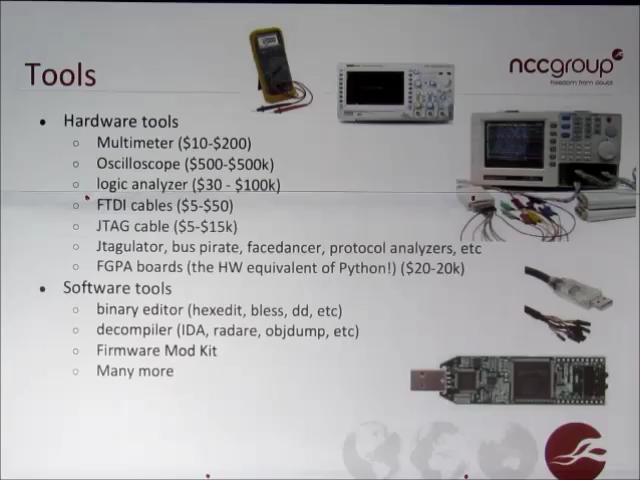 Tools
nccgroup
freedom from doubt
Hardware tools
Multimeter ($10-$200)
Oscilloscope ($500-$500k)
logic analyzer ($30 - $100k)
FTDI cables ($5-$50)
JTAG cable ($5-$15k)
Jtagulator, bus pirate, facedancer, protocol analyzers, etc
FGPA boards (the HW equivalent of Python!) ($20-20k)
Software tools
binary editor (hexedit, bless, dd, etc)
decompiler (IDA, radare, objdump, etc)
Firmware Mod Kit
Many more